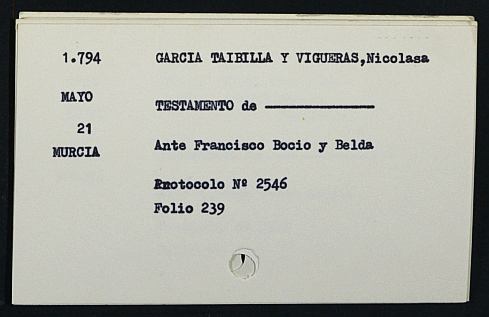 1.794 GARCIA TAIBILLA Y VIGUERAS,Nicolasa
MAYO TESTAMENTO de
21
MURCIA Ante Francisco Bocio y Belda
Protocolo Nº 2546
Folio 239